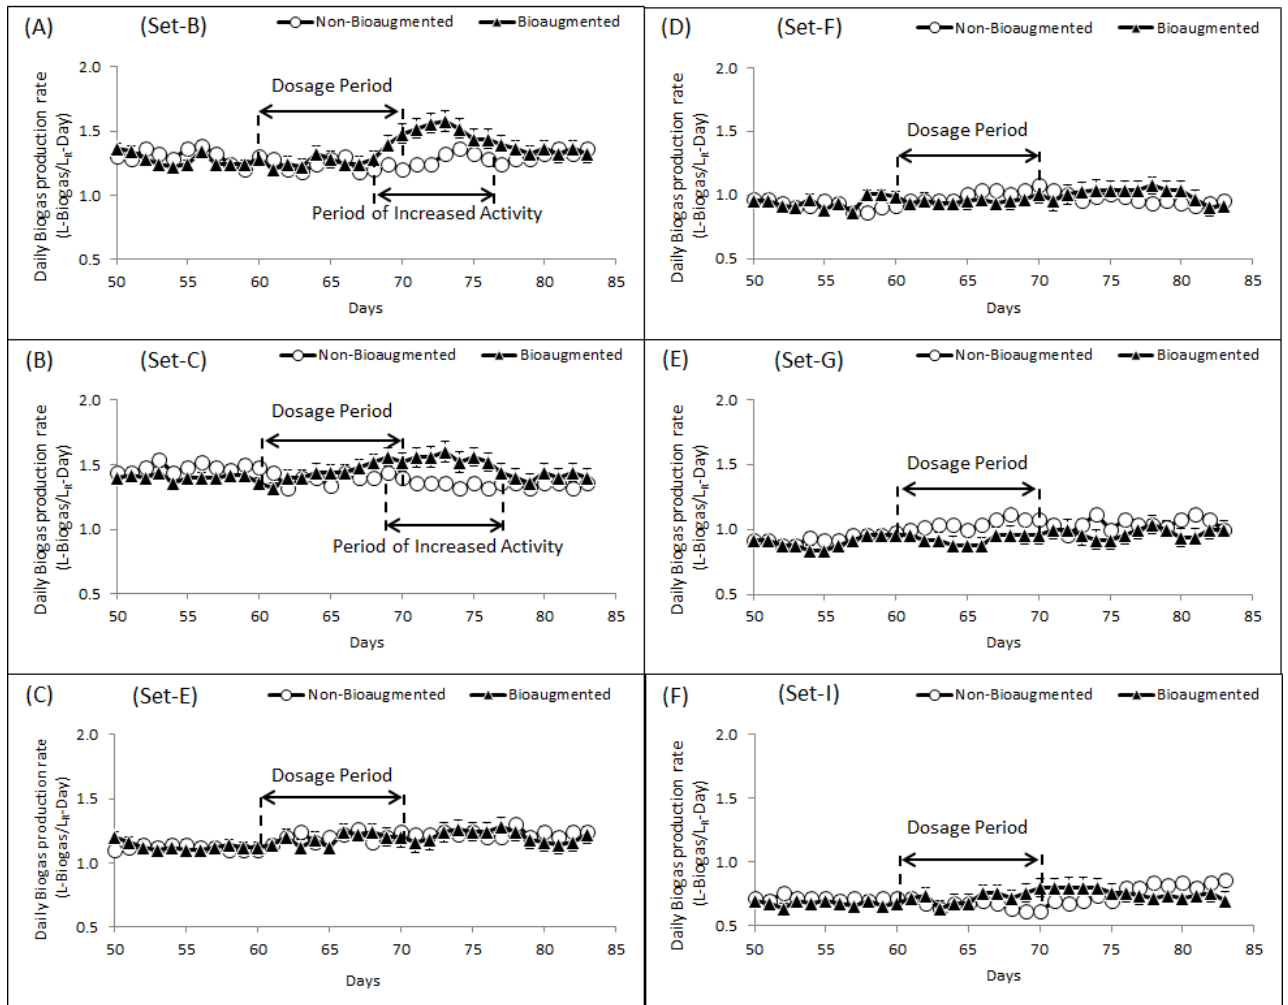 (A)
(Set-B)
Non-Bioaugmented
Bioaugmented
Daily Biogas production rate
(L-Biogas/LR-Day)
2.0
1.5
1.0
0.5
Dosage Period
Period of Increased Activity
50 55 60 65 70 75 80 85
Days
(B)
(Set-C)
Non-Bioaugmented
Bioaugmented
Daily Biogas production rate
(L-Biogas/LR-Day)
2.0
1.5
1.0
0.5
Dosage Period
Period of Increased Activity
50 55 60 65 70 75 80 85
Days
(C)
(Set-E)
Non-Bioaugmented
Bioaugmented
Daily Biogas production rate
(L-Biogas/LR-Day)
2.0
1.5
1.0
0.5
Dosage Period
50 55 60 65 70 75 80 85
Days
(D)
(Set-F)
Non-Bioaugmented
Bioaugmented
Daily Biogas production rate
(L-Biogas/LR-Day)
2.0
1.5
1.0
0.5
Dosage Period
50 55 60 65 70 75 80 85
Days
(E)
(Set-G)
Non-Bioaugmented
Bioaugmented
Daily Biogas production rate
(L-Biogas/LR-Day)
2.0
1.5
1.0
0.5
Dosage Period
50 55 60 65 70 75 80 85
Days
(F)
(Set-I)
Non-Bioaugmented
Bioaugmented
Daily Biogas production rate
(L-Biogas/LR-Day)
2.0
1.5
1.0
0.5
Dosage Period
50 55 60 65 70 75 80 85
Days